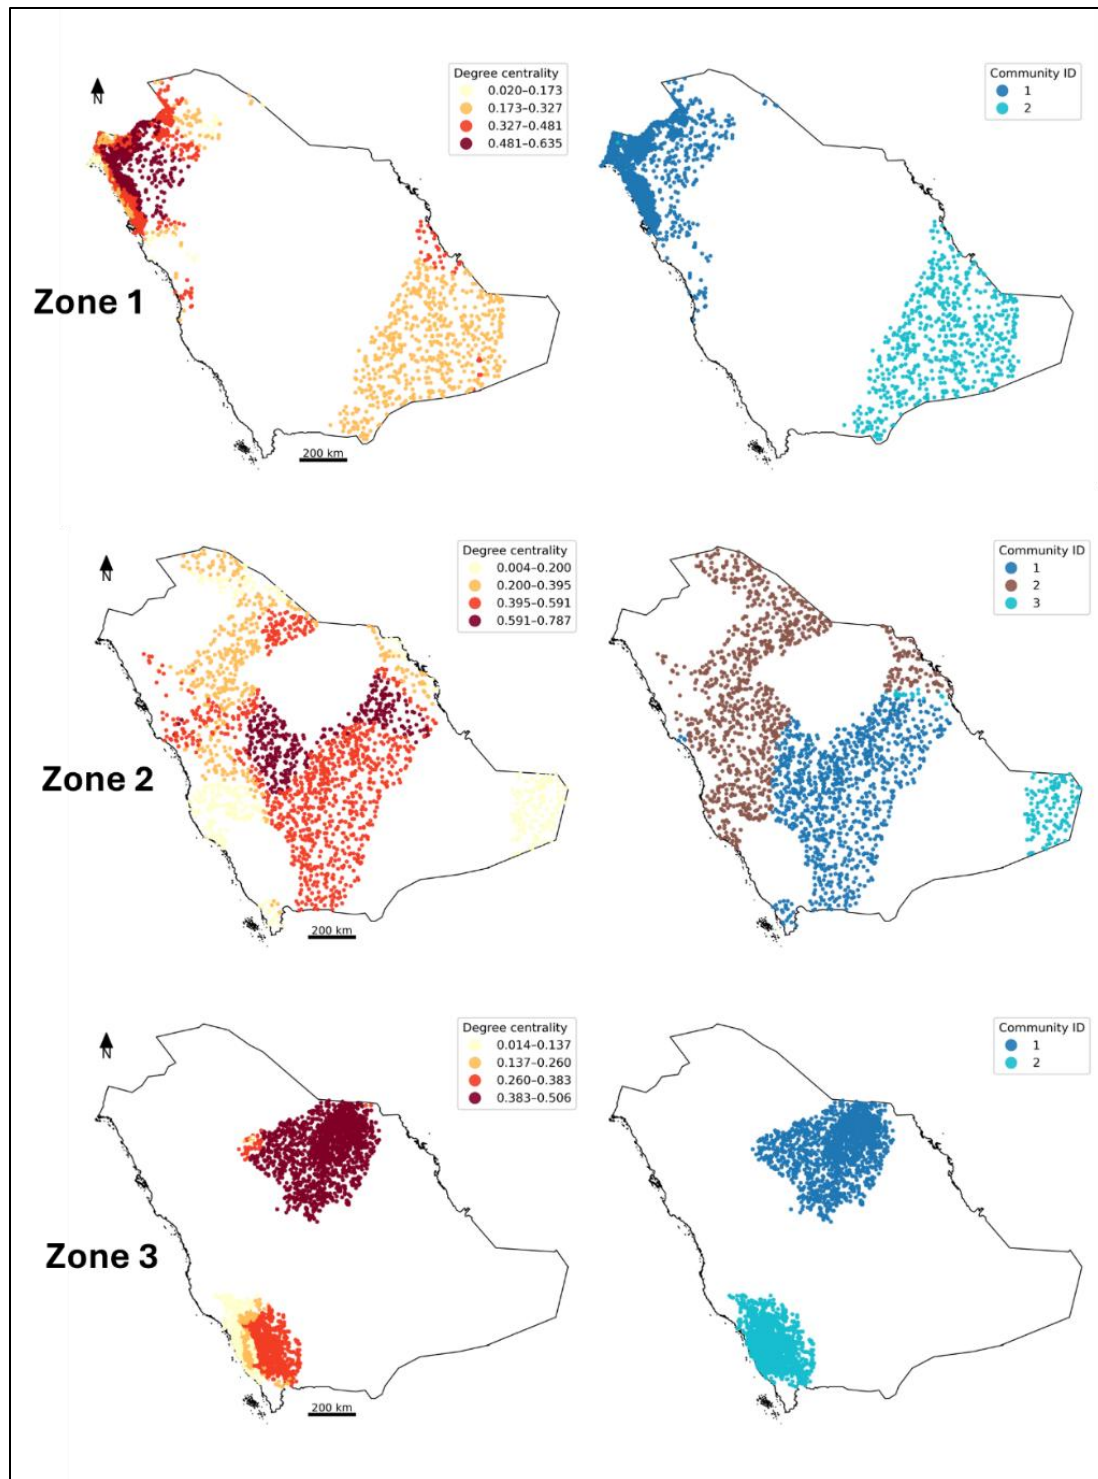 Degree centrality
0.020–0.173
0.173–0.327
0.327–0.481
0.481–0.635
N
Community ID
1
2
Zone 1
200 km
Degree centrality
0.004–0.200
0.200–0.395
0.395–0.591
0.591–0.787
N
Community ID
1
2
3
Zone 2
200 km
Degree centrality
0.014–0.137
0.137–0.260
0.260–0.383
0.383–0.506
N
Community ID
1
2
Zone 3
200 km